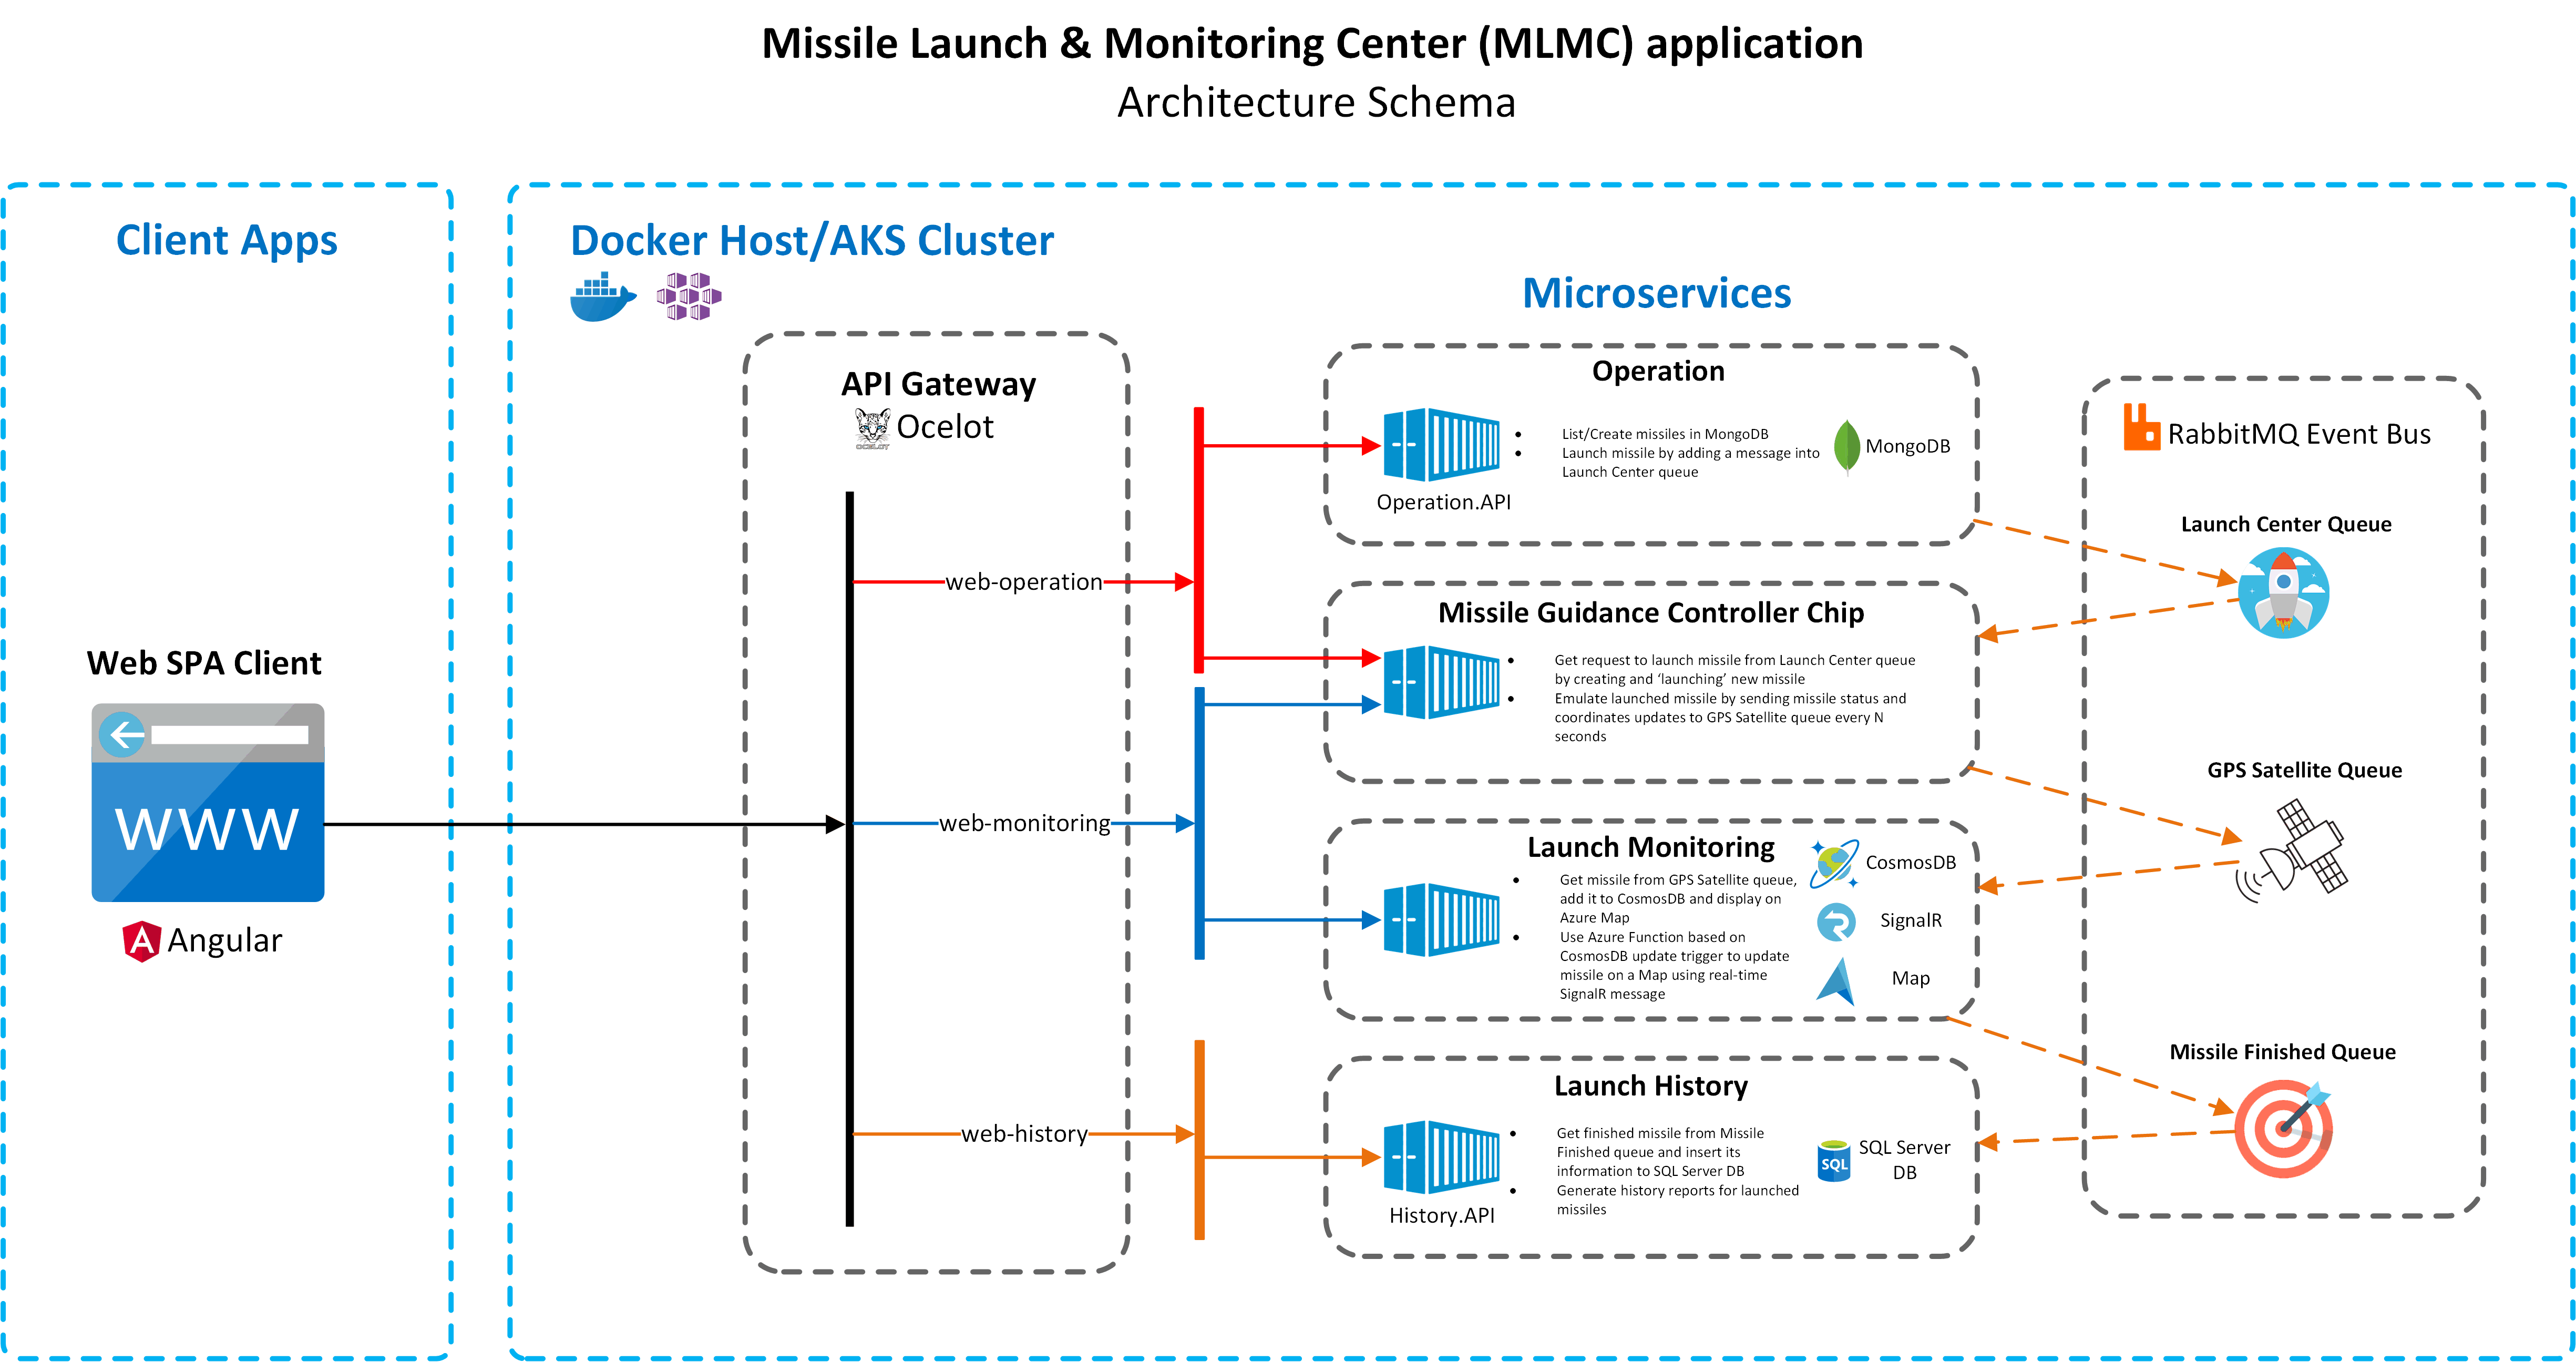 Missile Launch & Monitoring Center (MLMC) application
Architecture Schema
Client Apps
Web SPA Client
WWW
Angular
Docker Host/AKS Cluster
API Gateway
OCELOT
Ocelot
web-operation
web-monitoring
web-history
Microservices
Operation
Operation.API
• List/Create missiles in MongoDB
• Launch missile by adding a message into
Launch Center queue
MongoDB
Missile Guidance Controller Chip
• Get request to launch missile from Launch Center queue
by creating and ‘launching’ new missile
• Emulate launched missile by sending missile status and
coordinates updates to GPS Satellite queue every N
seconds
Launch Monitoring
• Get missile from GPS Satellite queue,
add it to CosmosDB and display on
Azure Map
• Use Azure Function based on
CosmosDB update trigger to update
missile on a Map using real-time
SignalR message
CosmosDB
SignalR
Map
Launch History
History.API
• Get finished missile from Missile
Finished queue and insert its
information to SQL Server DB
• Generate history reports for launched
missiles
SQL
SQL Server
DB
RabbitMQ Event Bus
Launch Center Queue
GPS Satellite Queue
Missile Finished Queue